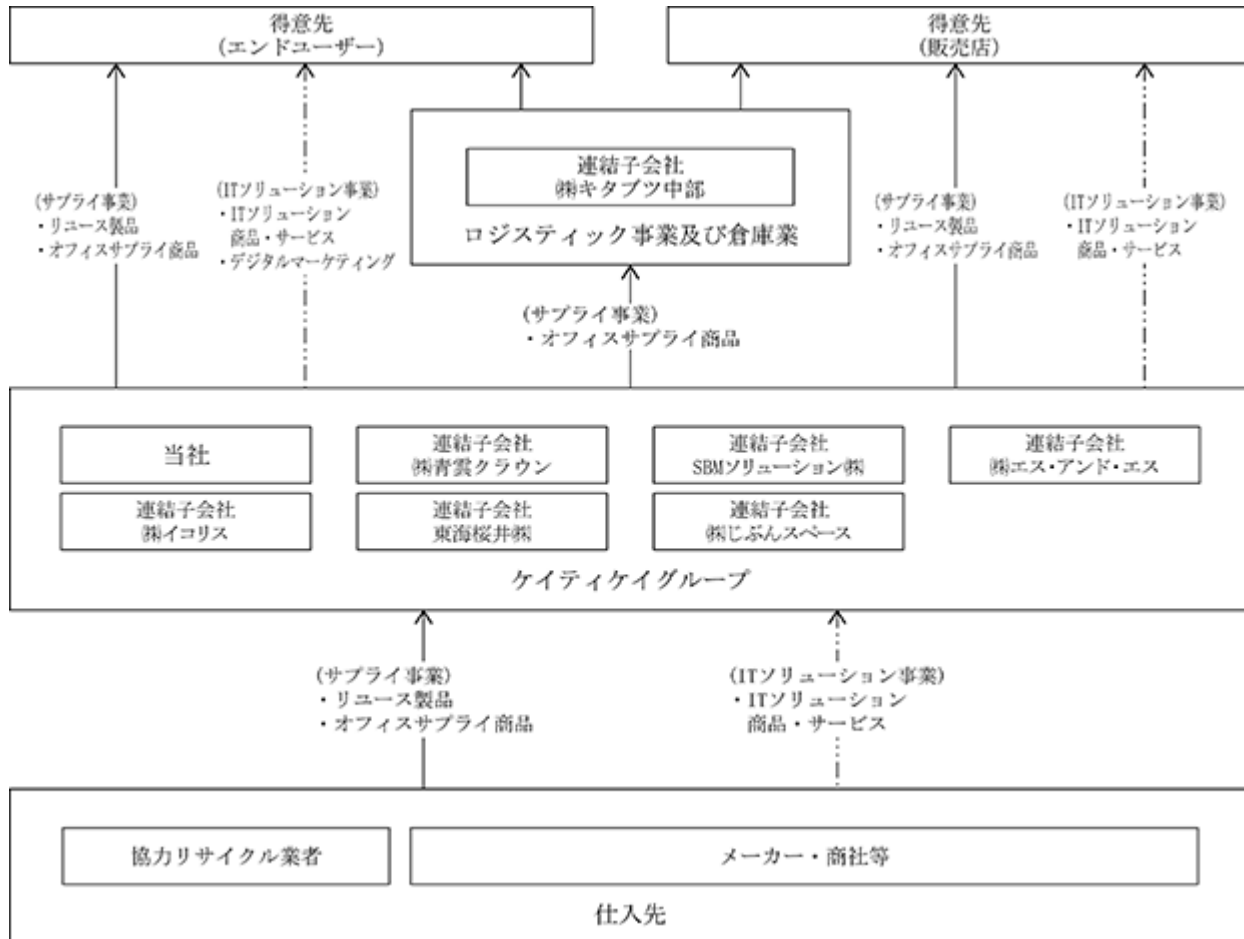 得意先
(エンドユーザー)
得意先
(販売店)
連結子会社
㈱キタブツ中部
ロジスティック事業及び倉庫業
(サプライ事業)
・リユース製品
・オフィスサプライ商品
(ITソリューション事業)
・ITソリューション
商品・サービス
・デジタルマーケティング
(サプライ事業)
・リユース製品
・オフィスサプライ商品
(ITソリューション事業)
・ITソリューション
商品・サービス
(サプライ事業)
・オフィスサプライ商品
当社
連結子会社
㈱青雲クラウン
連結子会社
SBMソリューション㈱
連結子会社
㈱エス・アンド・エス
連結子会社
㈱イコリス
連結子会社
東海桜井㈱
連結子会社
㈱じぶんスペース
ケイティケイグループ
(サプライ事業)
・リユース製品
・オフィスサプライ商品
(ITソリューション事業)
・ITソリューション
商品・サービス
協力リサイクル業者
メーカー・商社等
仕入先